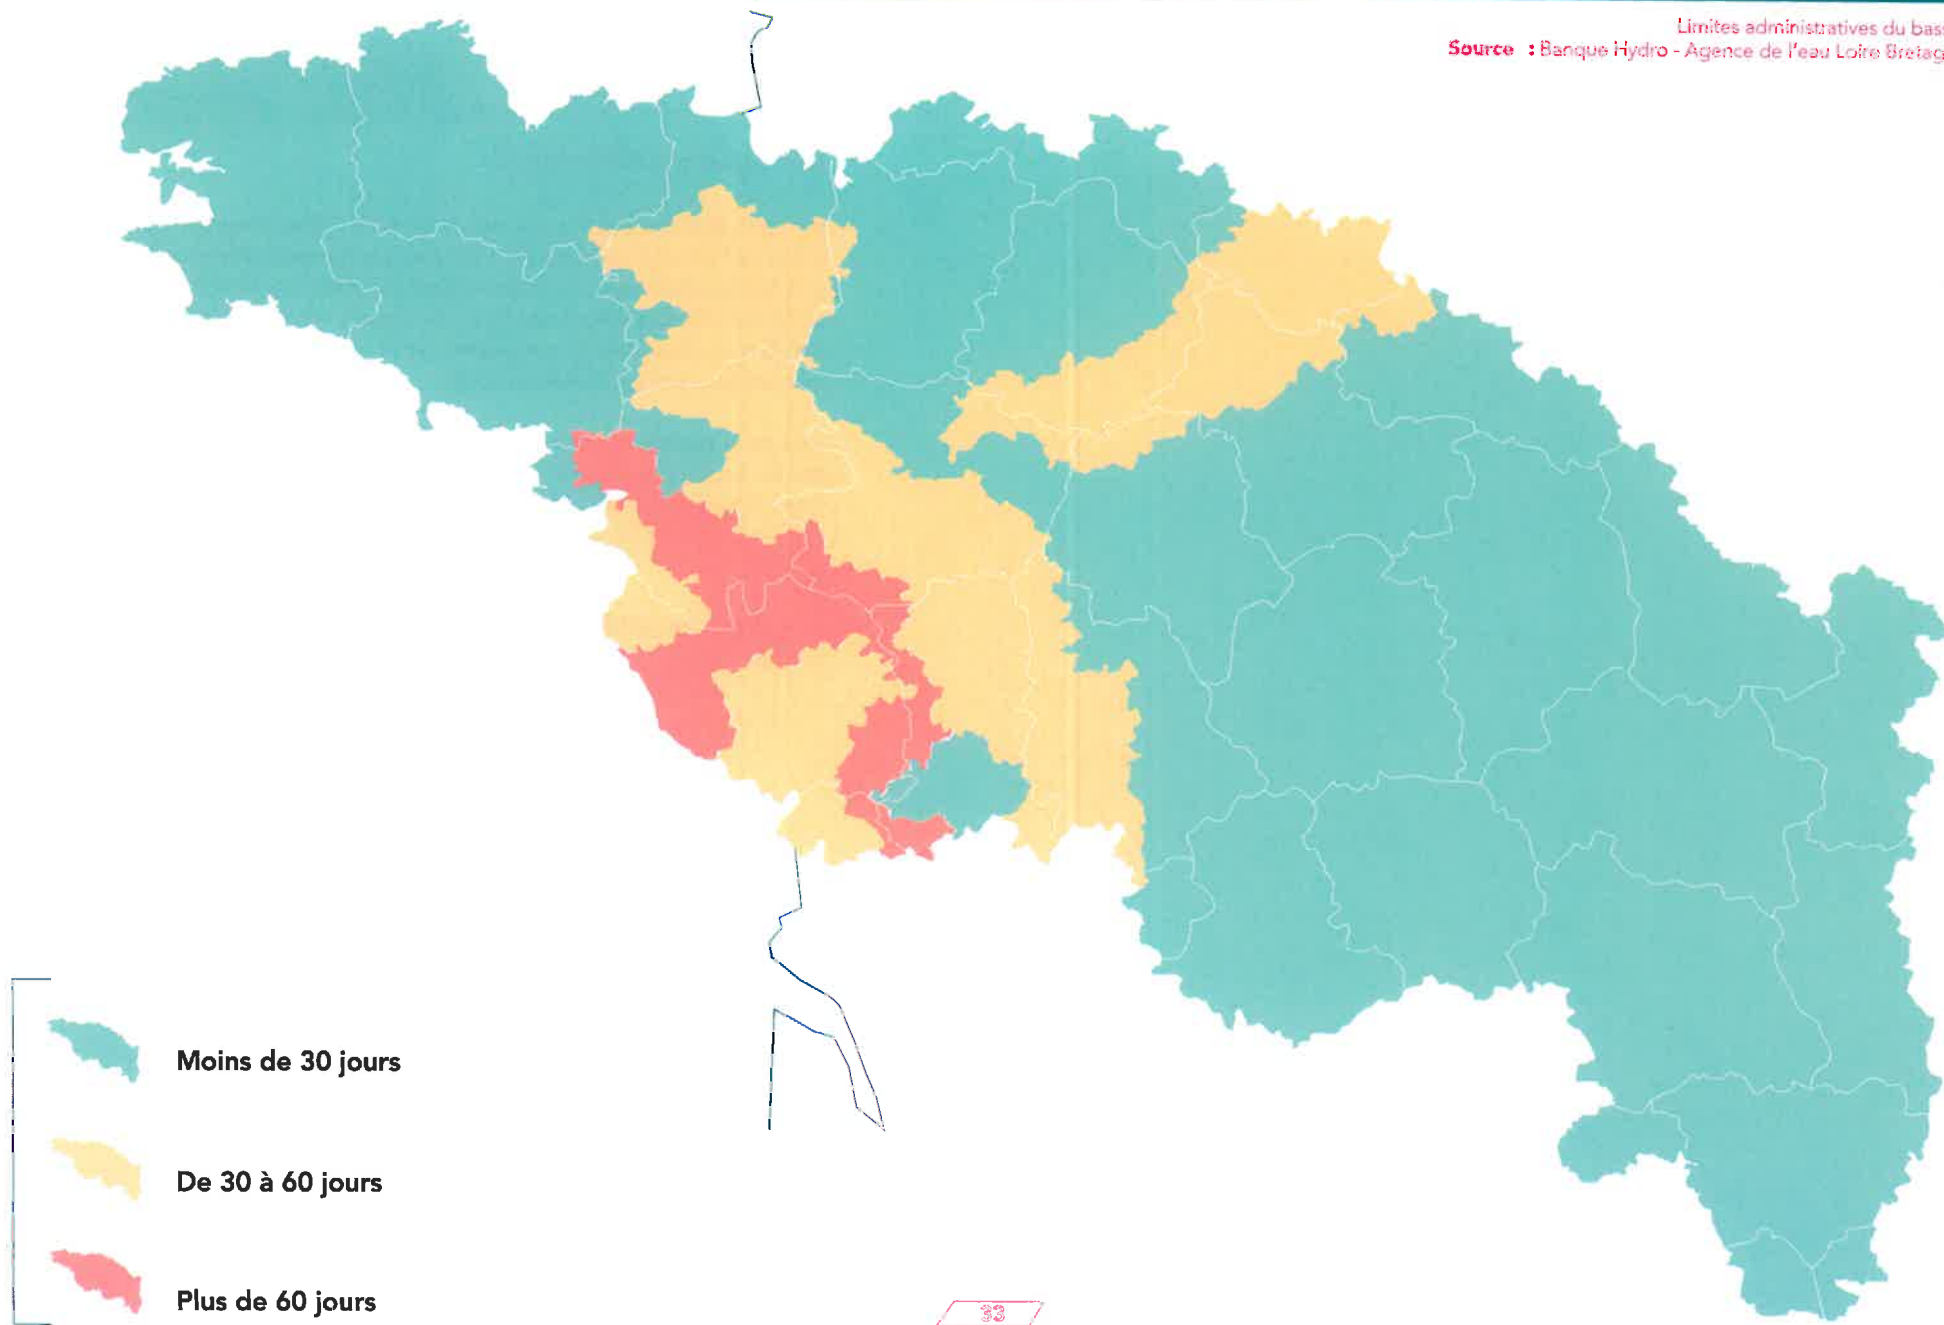 Limites administratives du bass
Source : Banque Hydro - Agence de l'eau Loire Bretag
Moins de 30 jours
De 30 à 60 jours
Plus de 60 jours
33